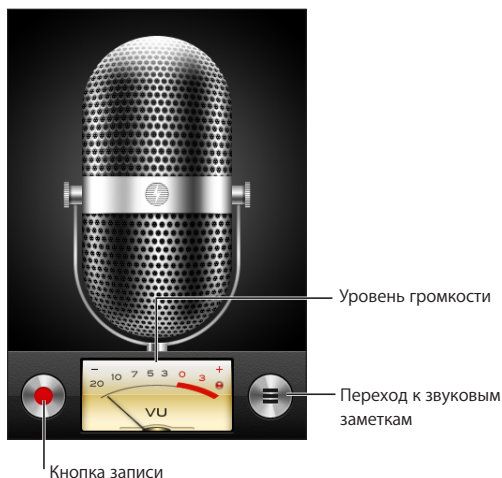 Уровень громкости
− 20 10 7 5 3 0 3 +
VU
Переход к звуковым
заметкам
Кнопка записи